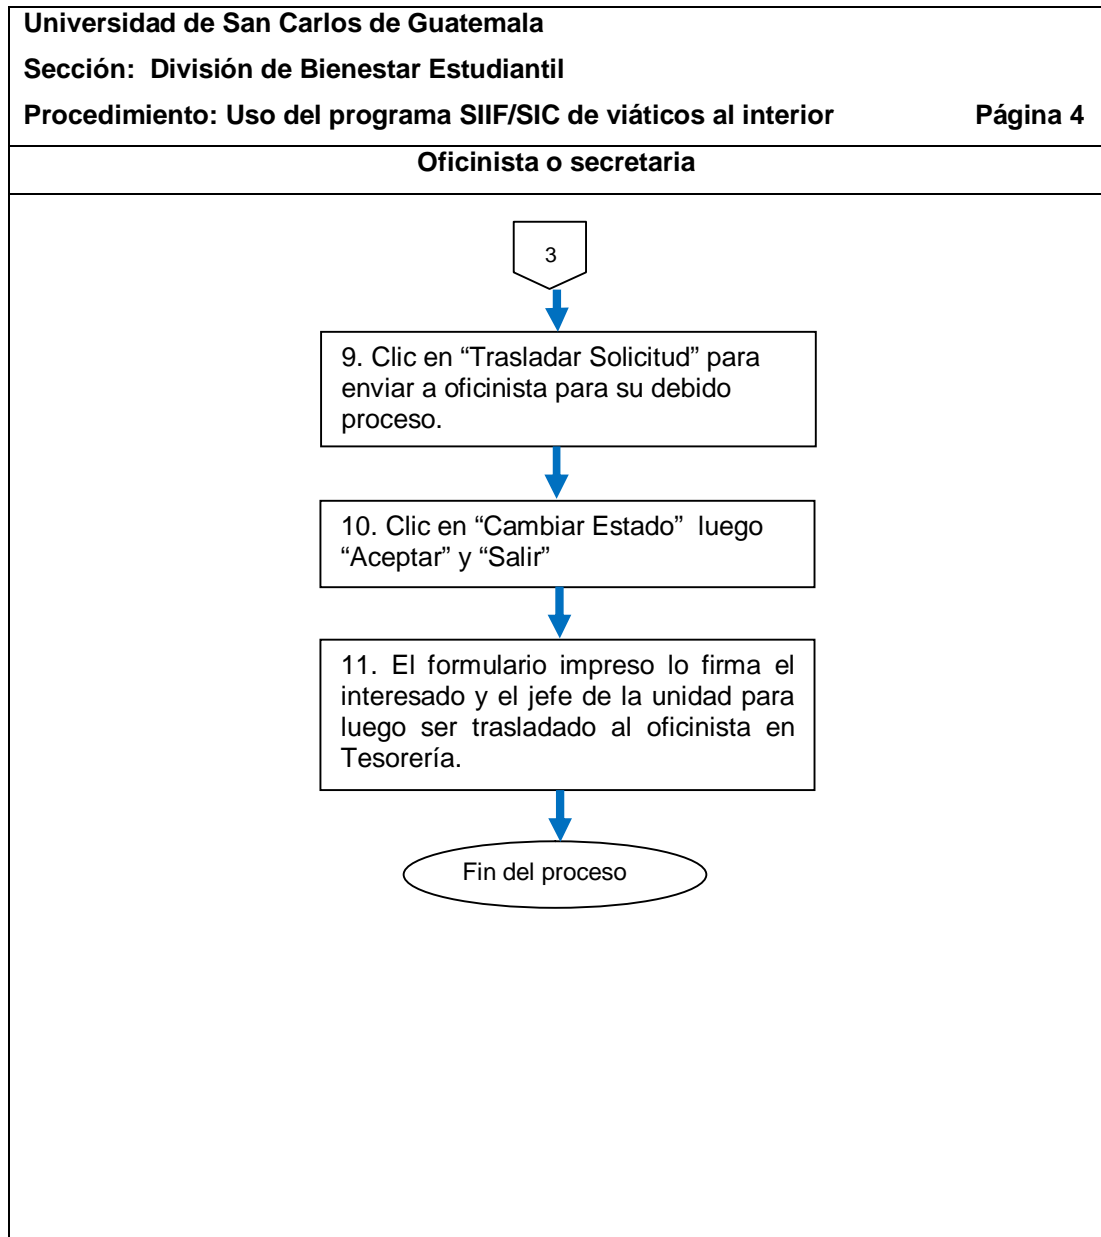 Universidad de San Carlos de Guatemala
Sección:  División de Bienestar Estudiantil
Procedimiento: Uso del programa SIIF/SIC de viáticos al interior Página 4
Oficinista o secretaria
3
9. Clic en “Trasladar Solicitud” para
enviar a oficinista para su debido
proceso.
10. Clic en “Cambiar Estado”  luego
“Aceptar” y “Salir”
11. El formulario impreso lo firma el
interesado y el jefe de la unidad para
luego ser trasladado al oficinista en
Tesorería.
Fin del proceso